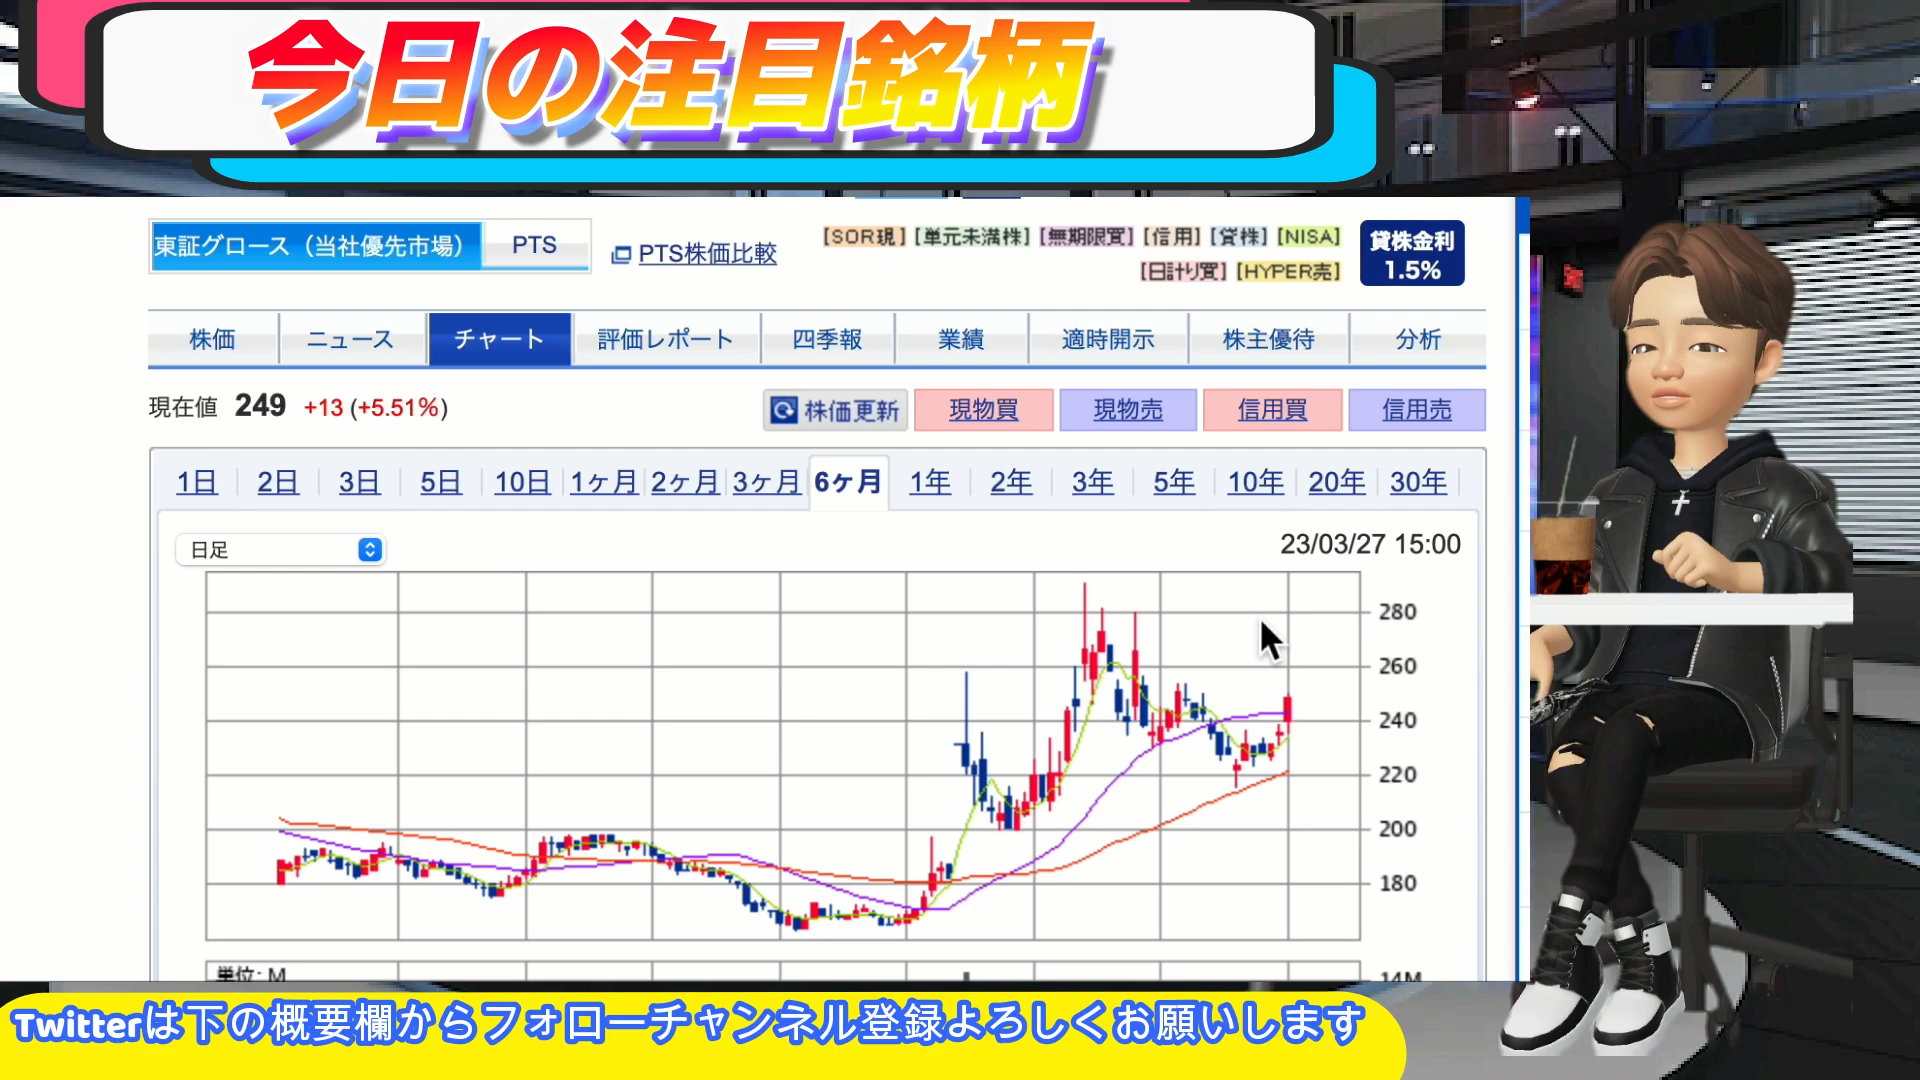 今日の注目銘柄
東証グロース（当社優先市場） PTS PTS株価比較 [SOR現] [単元未満株] [無期限買] [信用] [貸株] [NISA]
[日計り買] [HYPER売]
貸株金利
1.5%
株価 ニュース チャート 評価レポート 四季報 業績 適時開示 株主優待 分析
現在値 249 +13 (+5.51%) 株価更新 現物買 現物売 信用買 信用売
1日 2日 3日 5日 10日 1ヶ月 2ヶ月 3ヶ月 6ヶ月 1年 2年 3年 5年 10年 20年 30年
日足 23/03/27 15:00
280
260
240
220
200
180
単位: M 14M
Twitterは下の概要欄からフォローチャンネル登録よろしくお願いします